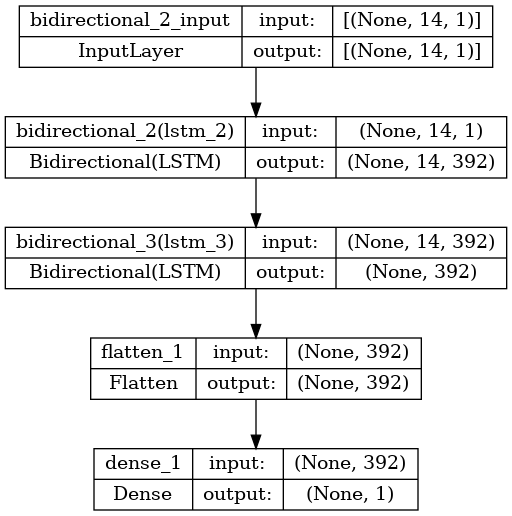 bidirectional_2_input input: [(None, 14, 1)]
InputLayer output: [(None, 14, 1)]
bidirectional_2(lstm_2) input: (None, 14, 1)
Bidirectional(LSTM) output: (None, 14, 392)
bidirectional_3(lstm_3) input: (None, 14, 392)
Bidirectional(LSTM) output: (None, 392)
flatten_1 input: (None, 392)
Flatten output: (None, 392)
dense_1 input: (None, 392)
Dense output: (None, 1)